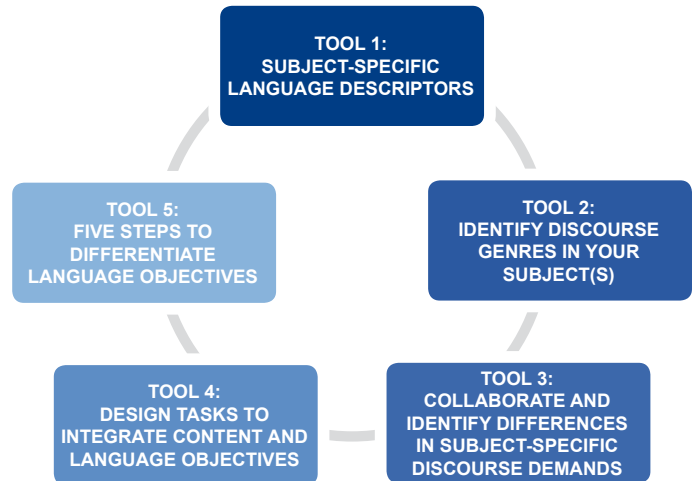 TOOL 1:
SUBJECT-SPECIFIC
LANGUAGE DESCRIPTORS
TOOL 2:
IDENTIFY DISCOURSE
GENRES IN YOUR
SUBJECT(S)
TOOL 3:
COLLABORATE AND
IDENTIFY DIFFERENCES
IN SUBJECT-SPECIFIC
DISCOURSE DEMANDS
TOOL 4:
DESIGN TASKS TO
INTEGRATE CONTENT AND
LANGUAGE OBJECTIVES
TOOL 5:
FIVE STEPS TO
DIFFERENTIATE
LANGUAGE OBJECTIVES